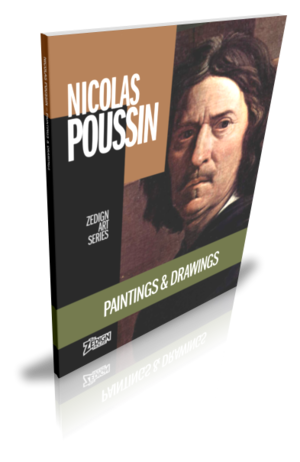 NICOLAS
POUSSIN
ZEDIGN
ART
SERIES
PAINTINGS & DRAWINGS
ZEDIGN